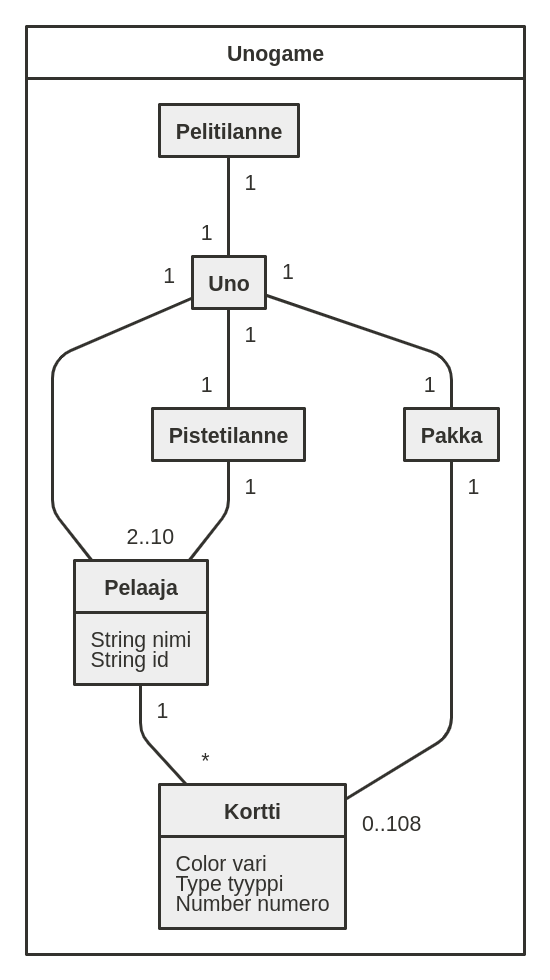 Unogame
Pelitilanne
1
1
1
Uno
1
1
1
1
Pistetilanne
Pakka
1
1
2..10
Pelaaja
String nimi
String id
1
*
Kortti
0..108
Color vari
Type tyyppi
Number numero